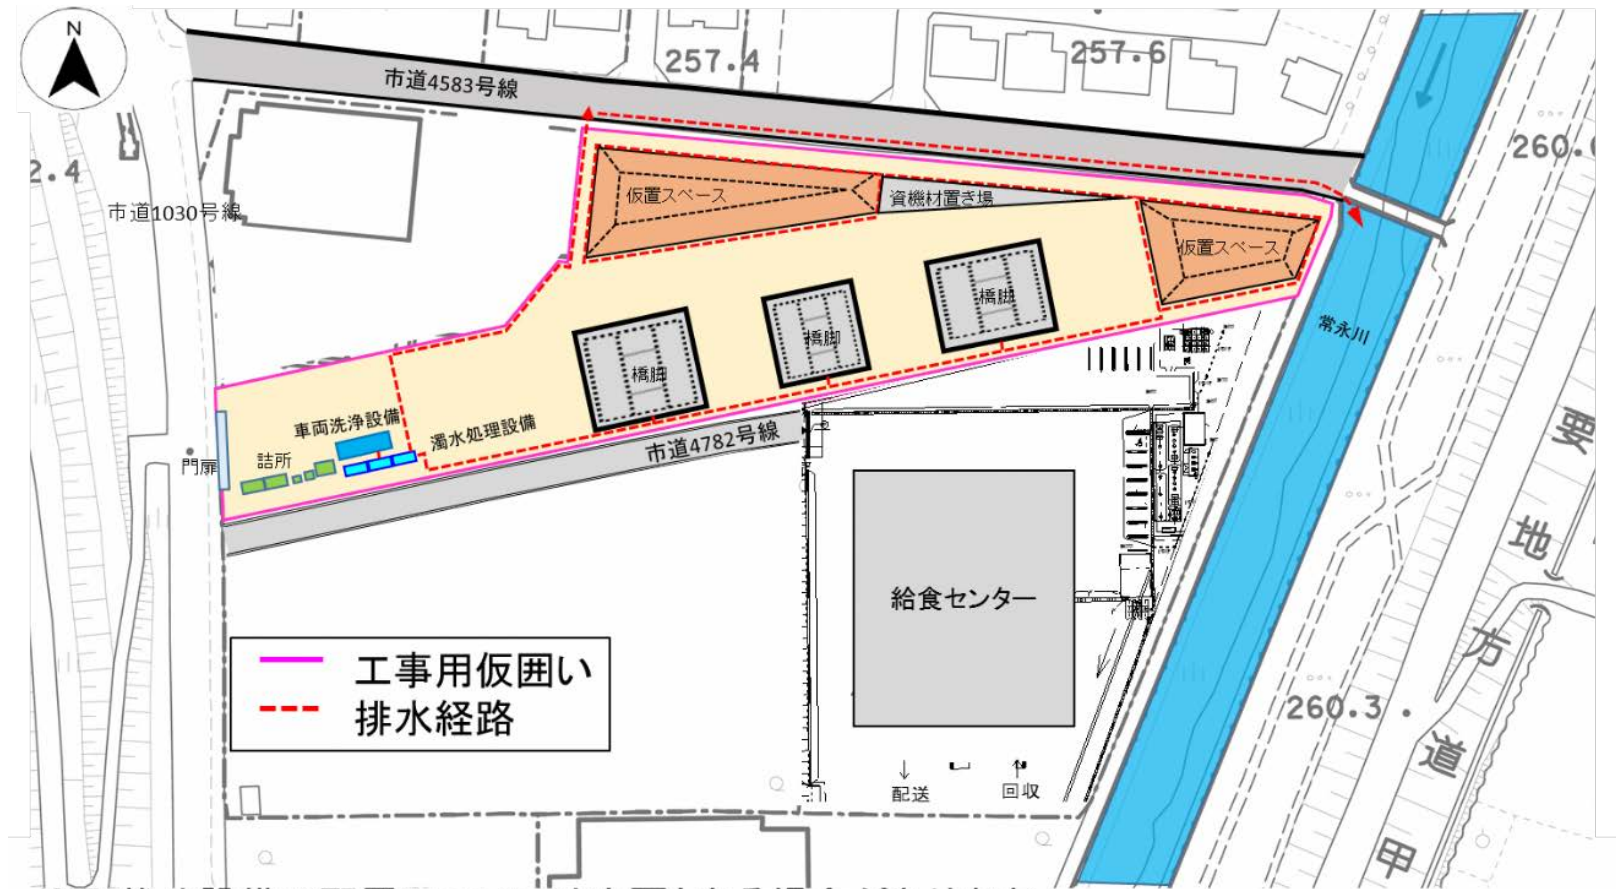 N
257.4
257.6
市道4583号線
260.
2.4
市道1030号線
仮置スペース
資機材置き場
仮置スペース
橋脚
橋脚
橋脚
常永川
車両洗浄設備
濁水処理設備
市道4782号線
門扉
詰所
給食センター
工事用仮囲い
排水経路
260.3
配送
回収
要
地
方
道
甲